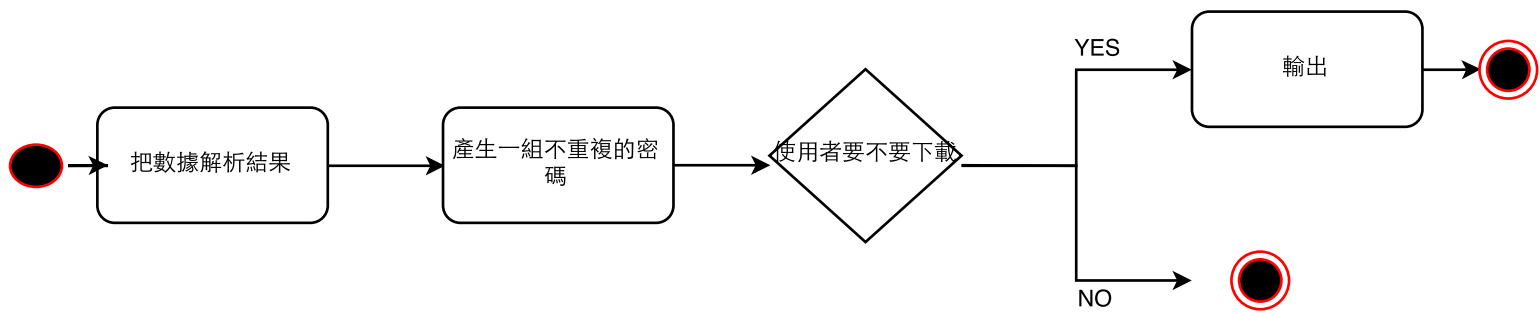 把數據解析結果
產生一組不重複的密
碼
使用者要不要下載
YES
輸出
NO